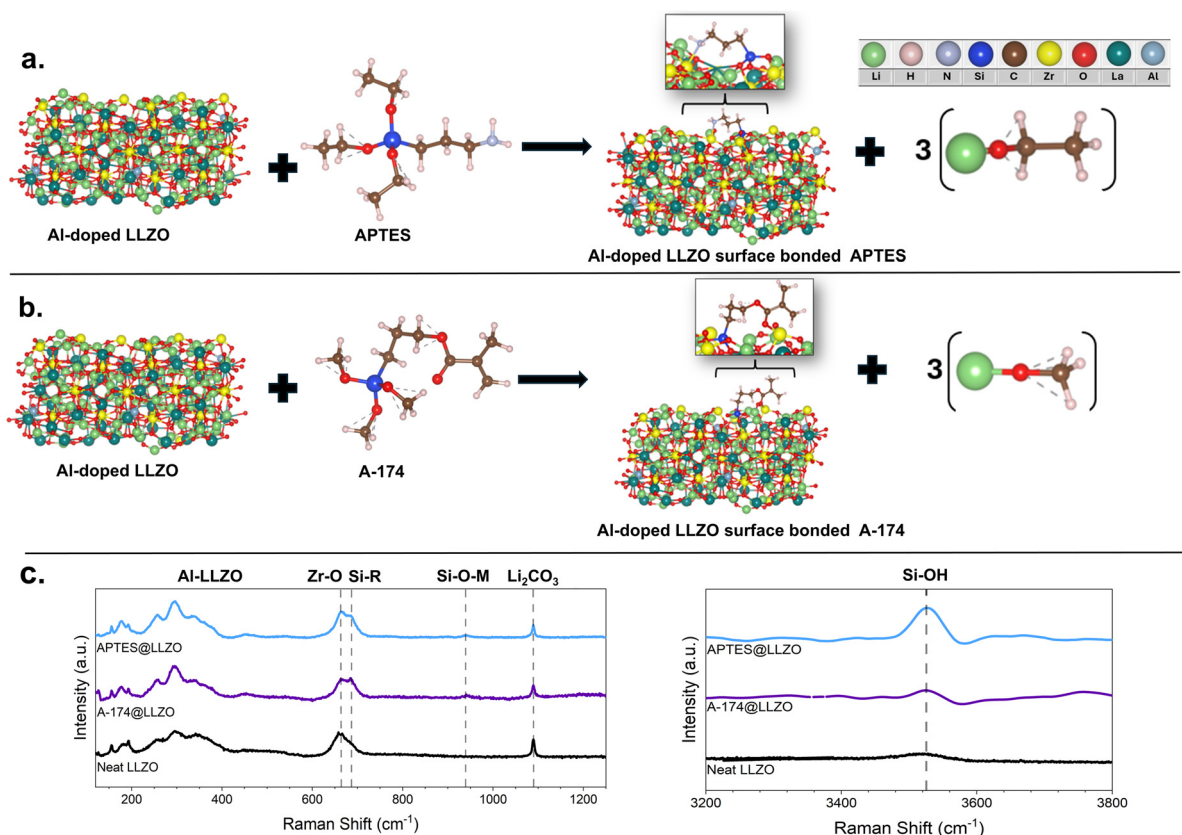 a.
Li H N Si C Zr O La Al
3
Al-doped LLZO
APTES
Al-doped LLZO surface bonded APTES
b.
3
Al-doped LLZO
A-174
Al-doped LLZO surface bonded A-174
c.
Al-LLZO Zr-O Si-R Si-O-M Li₂CO₃
Intensity (a.u.)
APTES@LLZO
A-174@LLZO
Neat LLZO
200 400 600 800 1000 1200
Raman Shift (cm⁻¹)
Si-OH
Intensity (a.u.)
APTES@LLZO
A-174@LLZO
Neat LLZO
3200 3400 3600 3800
Raman Shift (cm⁻¹)